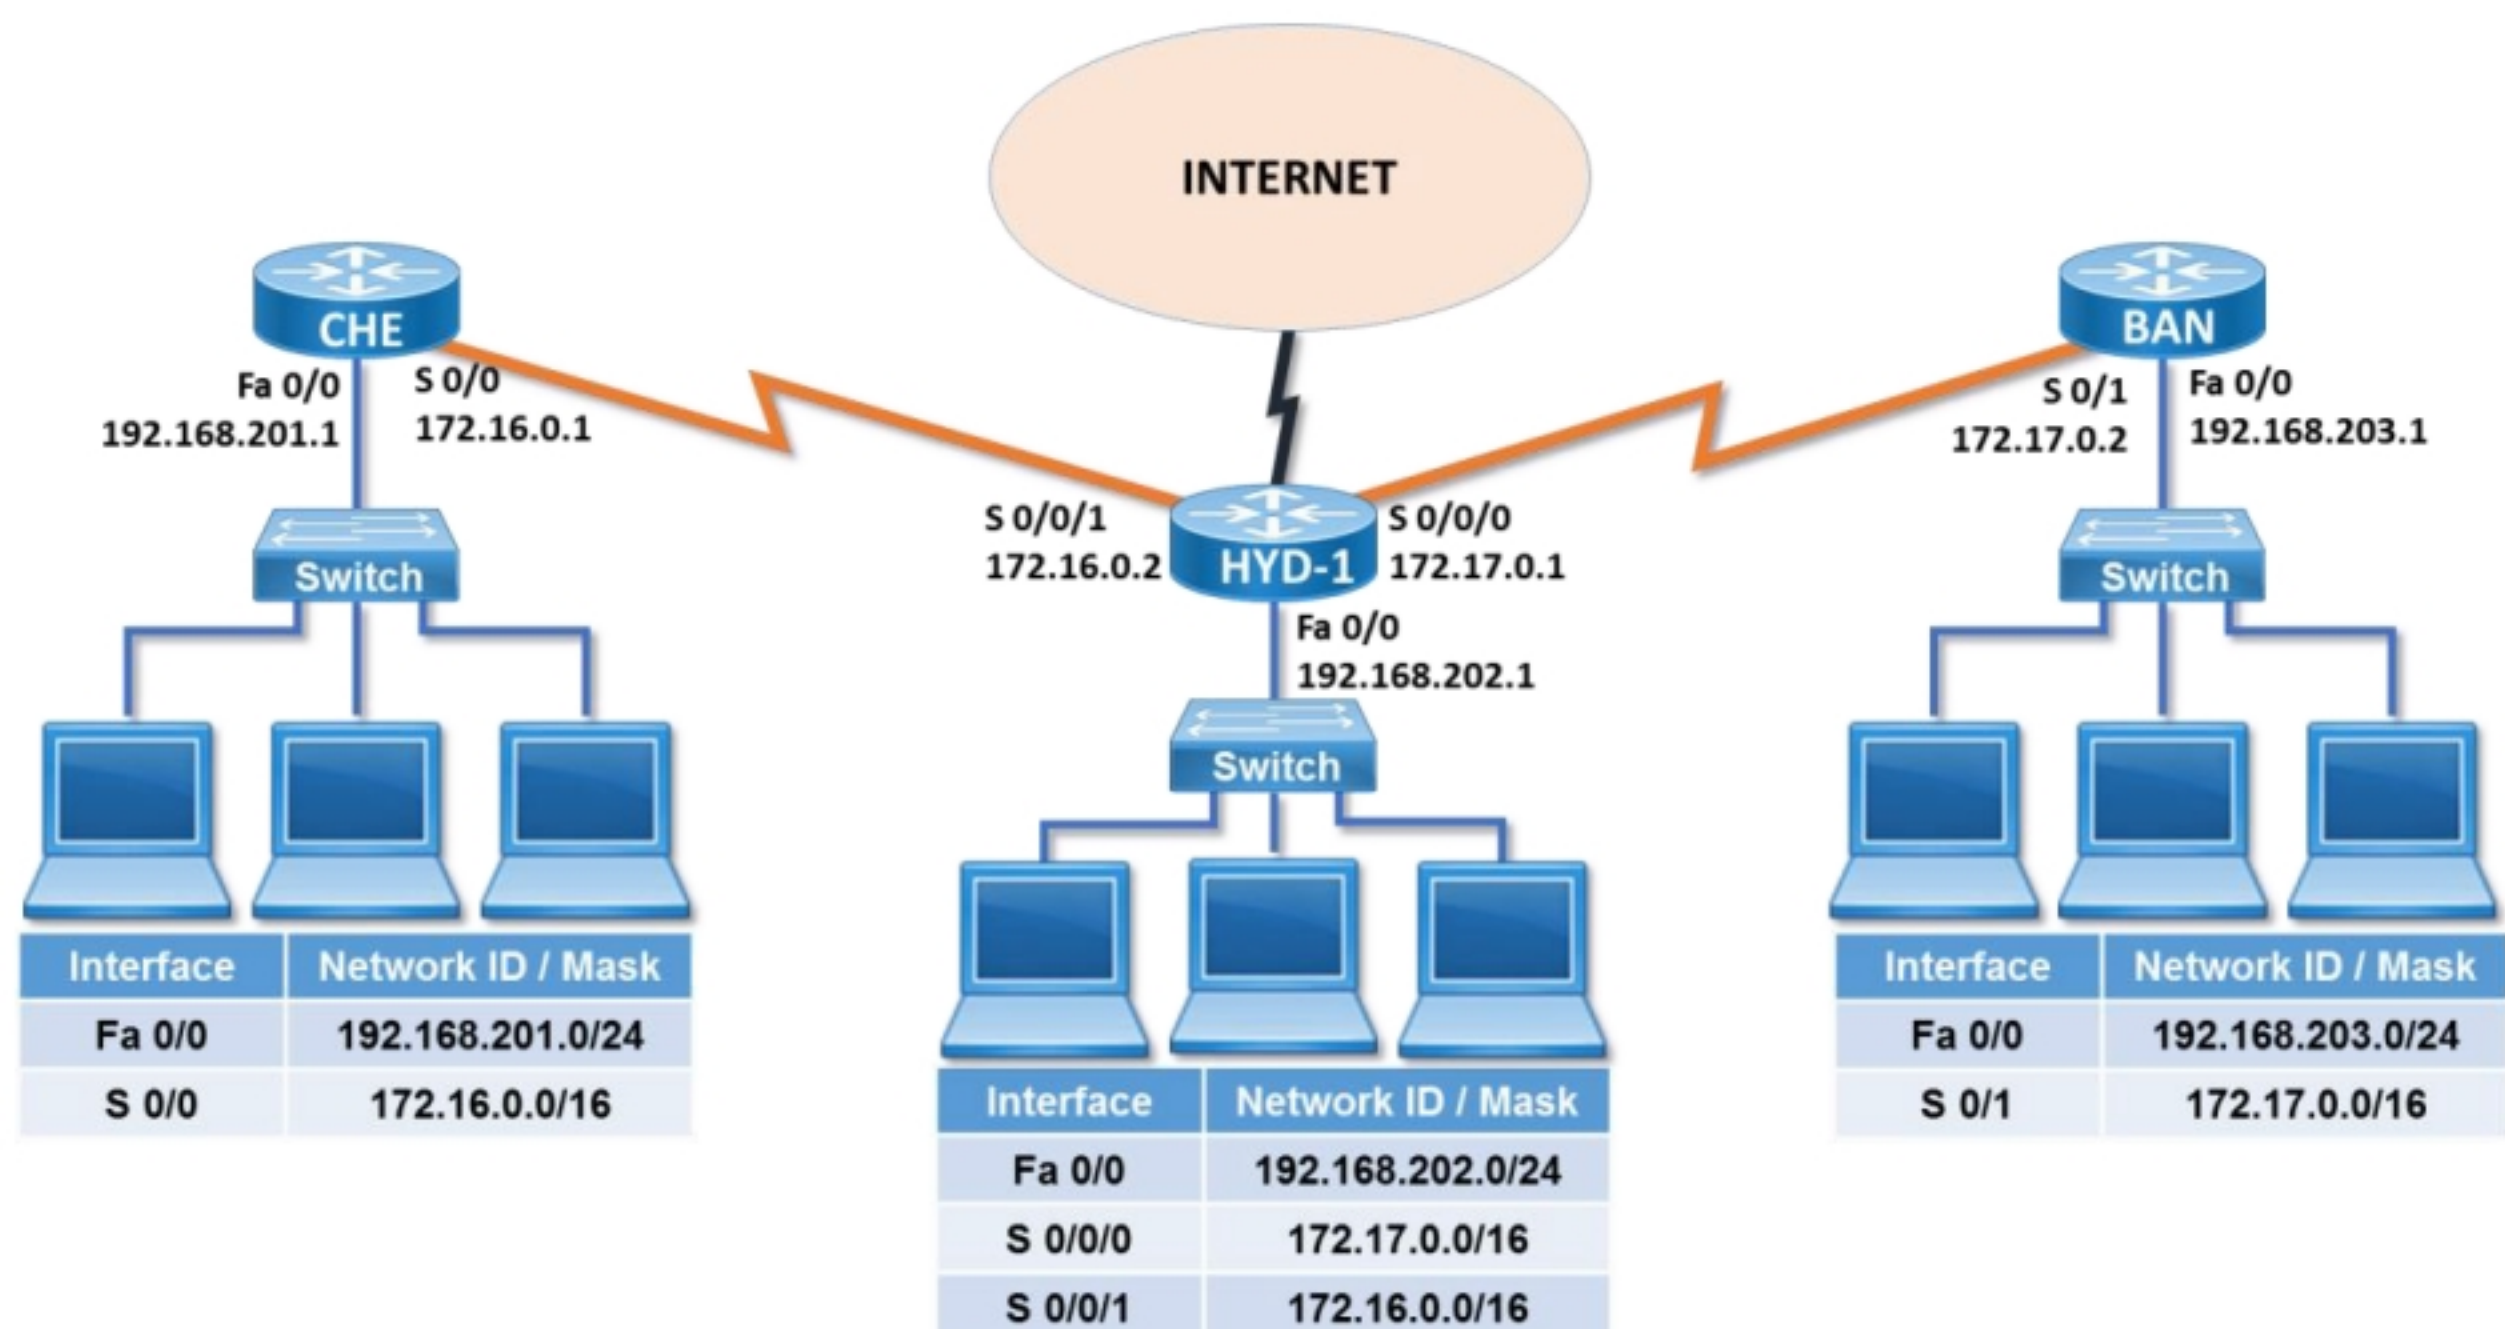 INTERNET
CHE
Fa 0/0
192.168.201.1
S 0/0
172.16.0.1
Switch
Interface Network ID / Mask
Fa 0/0 192.168.201.0/24
S 0/0 172.16.0.0/16
S 0/0/1
172.16.0.2
HYD-1
S 0/0/0
172.17.0.1
Fa 0/0
192.168.202.1
Switch
Interface Network ID / Mask
Fa 0/0 192.168.202.0/24
S 0/0/0 172.17.0.0/16
S 0/0/1 172.16.0.0/16
BAN
S 0/1
172.17.0.2
Fa 0/0
192.168.203.1
Switch
Interface Network ID / Mask
Fa 0/0 192.168.203.0/24
S 0/1 172.17.0.0/16